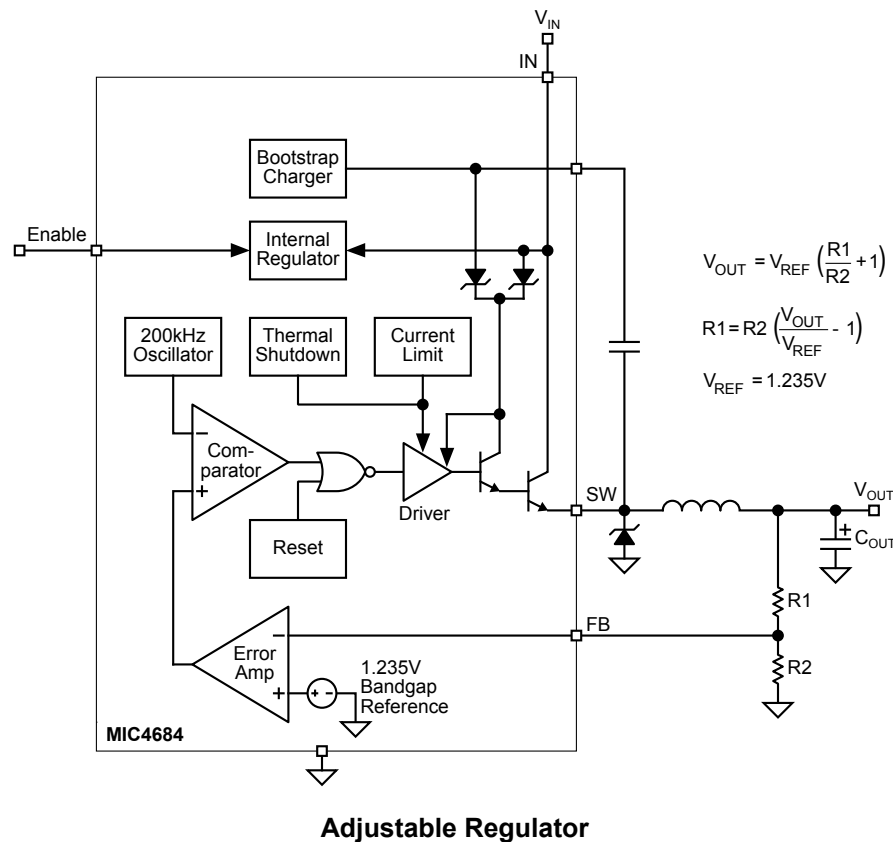 V_IN
IN
Bootstrap
Charger
Enable
Internal
Regulator
V_OUT = V_REF (R1/R2 + 1)
R1 = R2 (V_OUT/V_REF - 1)
V_REF = 1.235V
200kHz
Oscillator
Thermal
Shutdown
Current
Limit
−
Com-
parator
+
Driver
SW
V_OUT
+
C_OUT
Reset
R1
FB
−
Error
Amp
+
1.235V
Bandgap
Reference
+ −
R2
MIC4684
Adjustable Regulator